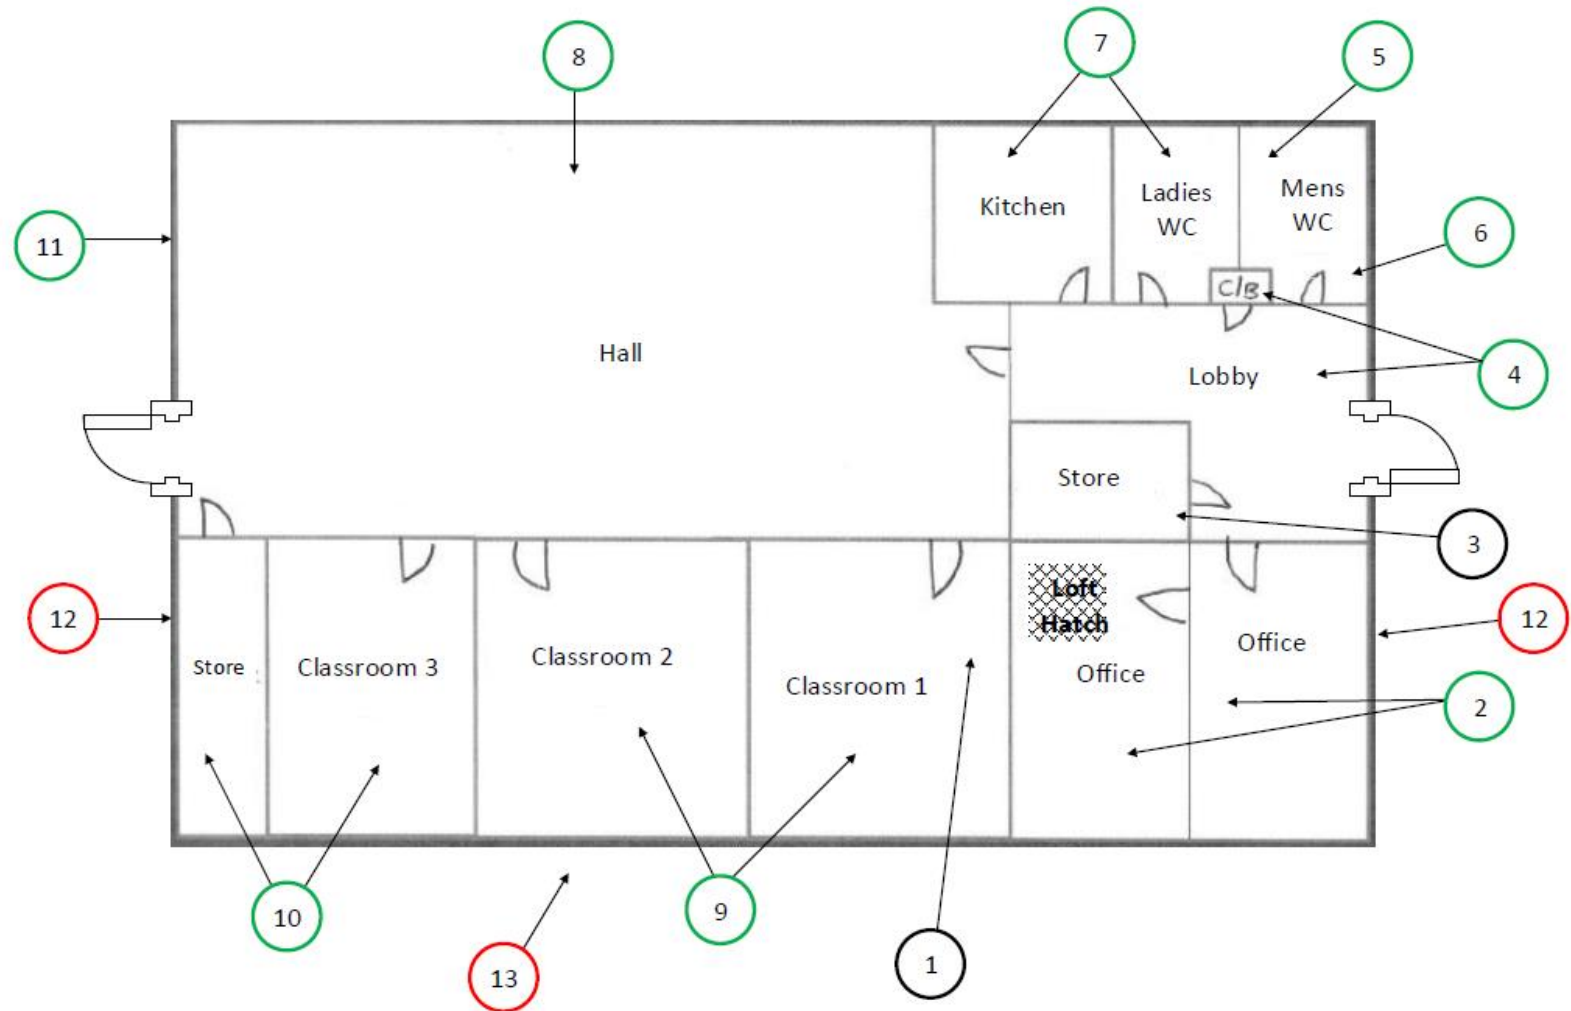 8
7
5
11
Kitchen
Ladies
WC
Mens
WC
6
C/B
Hall
Lobby
4
Store
3
12
Loft
Hatch
12
Store
Classroom 3
Classroom 2
Classroom 1
Office
Office
2
10
9
13
1